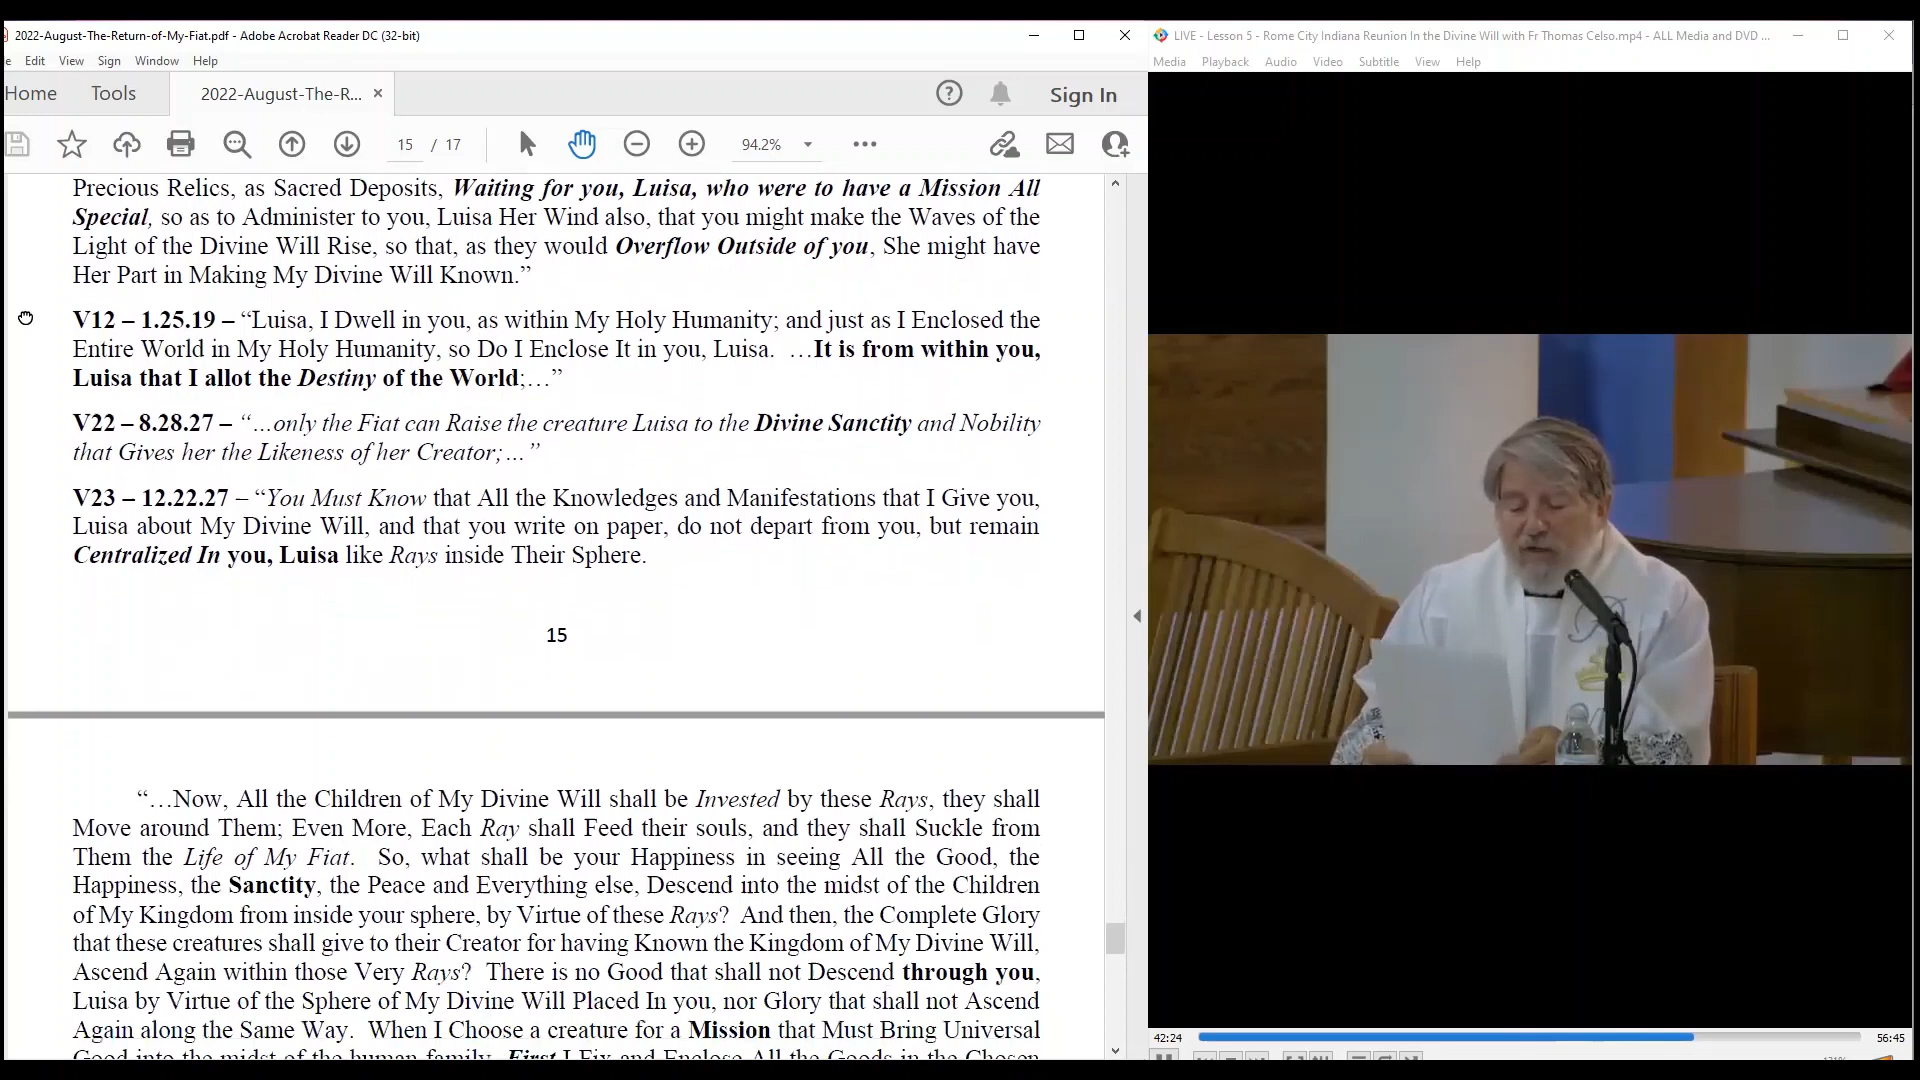 2022-August-The-Return-of-My-Fiat.pdf - Adobe Acrobat Reader DC (32-bit)
e Edit View Sign Window Help
Home Tools 2022-August-The-R... × Sign In
15 / 17 94.2%
Precious Relics, as Sacred Deposits, Waiting for you, Luisa, who were to have a Mission All
Special, so as to Administer to you, Luisa Her Wind also, that you might make the Waves of the
Light of the Divine Will Rise, so that, as they would Overflow Outside of you, She might have
Her Part in Making My Divine Will Known.”
V12 – 1.25.19 – “Luisa, I Dwell in you, as within My Holy Humanity; and just as I Enclosed the
Entire World in My Holy Humanity, so Do I Enclose It in you, Luisa. …It is from within you,
Luisa that I allot the Destiny of the World;…”
V22 – 8.28.27 – “…only the Fiat can Raise the creature Luisa to the Divine Sanctity and Nobility
that Gives her the Likeness of her Creator;…”
V23 – 12.22.27 – “You Must Know that All the Knowledges and Manifestations that I Give you,
Luisa about My Divine Will, and that you write on paper, do not depart from you, but remain
Centralized In you, Luisa like Rays inside Their Sphere.
15
“…Now, All the Children of My Divine Will shall be Invested by these Rays, they shall
Move around Them; Even More, Each Ray shall Feed their souls, and they shall Suckle from
Them the Life of My Fiat. So, what shall be your Happiness in seeing All the Good, the
Happiness, the Sanctity, the Peace and Everything else, Descend into the midst of the Children
of My Kingdom from inside your sphere, by Virtue of these Rays? And then, the Complete Glory
that these creatures shall give to their Creator for having Known the Kingdom of My Divine Will,
Ascend Again within those Very Rays? There is no Good that shall not Descend through you,
Luisa by Virtue of the Sphere of My Divine Will Placed In you, nor Glory that shall not Ascend
Again along the Same Way. When I Choose a creature for a Mission that Must Bring Universal
Good into the midst of the human family, First I Fix and Enclose All the Goods in the Chosen
LIVE - Lesson 5 - Rome City Indiana Reunion In the Divine Will with Fr Thomas Celso.mp4 - ALL Media and DVD ...
Media Playback Audio Video Subtitle View Help
42:24 56:45